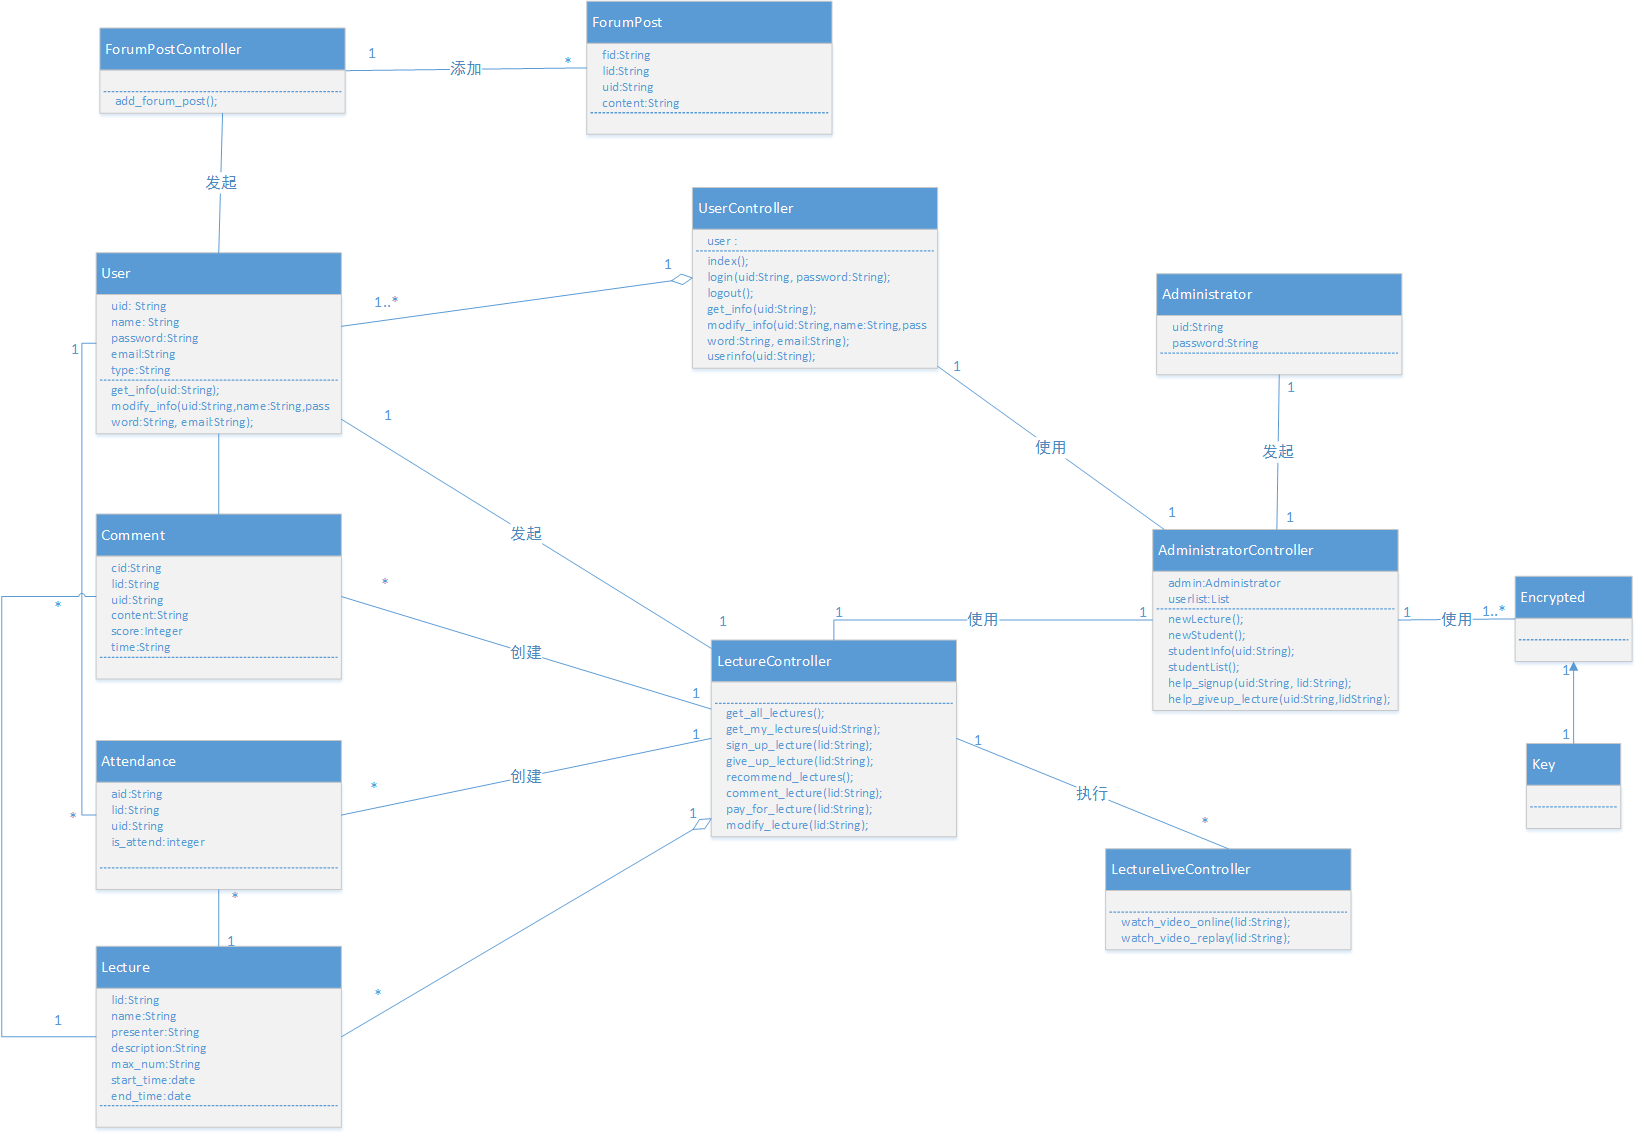 ForumPostController
add_forum_post();
1
添加
*
ForumPost
fid:String
lid:String
uid:String
content:String
发起
User
uid: String
name: String
password:String
email:String
type:String
get_info(uid:String);
modify_info(uid:String,name:String,pass
word:String, email:String);
1..*
1
UserController
user :
index();
login(uid:String, password:String);
logout();
get_info(uid:String);
modify_info(uid:String,name:String,pass
word:String, email:String);
userinfo(uid:String);
1
使用
1
Administrator
uid:String
password:String
1
发起
1
1
*
1
发起
1
Comment
cid:String
lid:String
uid:String
content:String
score:Integer
time:String
*
1
*
创建
1
Attendance
aid:String
lid:String
uid:String
is_attend:integer
*
创建
1
*
1
Lecture
lid:String
name:String
presenter:String
description:String
max_num:String
start_time:date
end_time:date
*
1
LectureController
get_all_lectures();
get_my_lectures(uid:String);
sign_up_lecture(lid:String);
give_up_lecture(lid:String);
recommend_lectures();
comment_lecture(lid:String);
pay_for_lecture(lid:String);
modify_lecture(lid:String);
1
使用
1
AdministratorController
admin:Administrator
userlist:List
newLecture();
newStudent();
studentInfo(uid:String);
studentList();
help_signup(uid:String, lid:String);
help_giveup_lecture(uid:String,lidString);
1
使用
1..*
Encrypted
1
1
Key
1
执行
*
LectureLiveController
watch_video_online(lid:String);
watch_video_replay(lid:String);